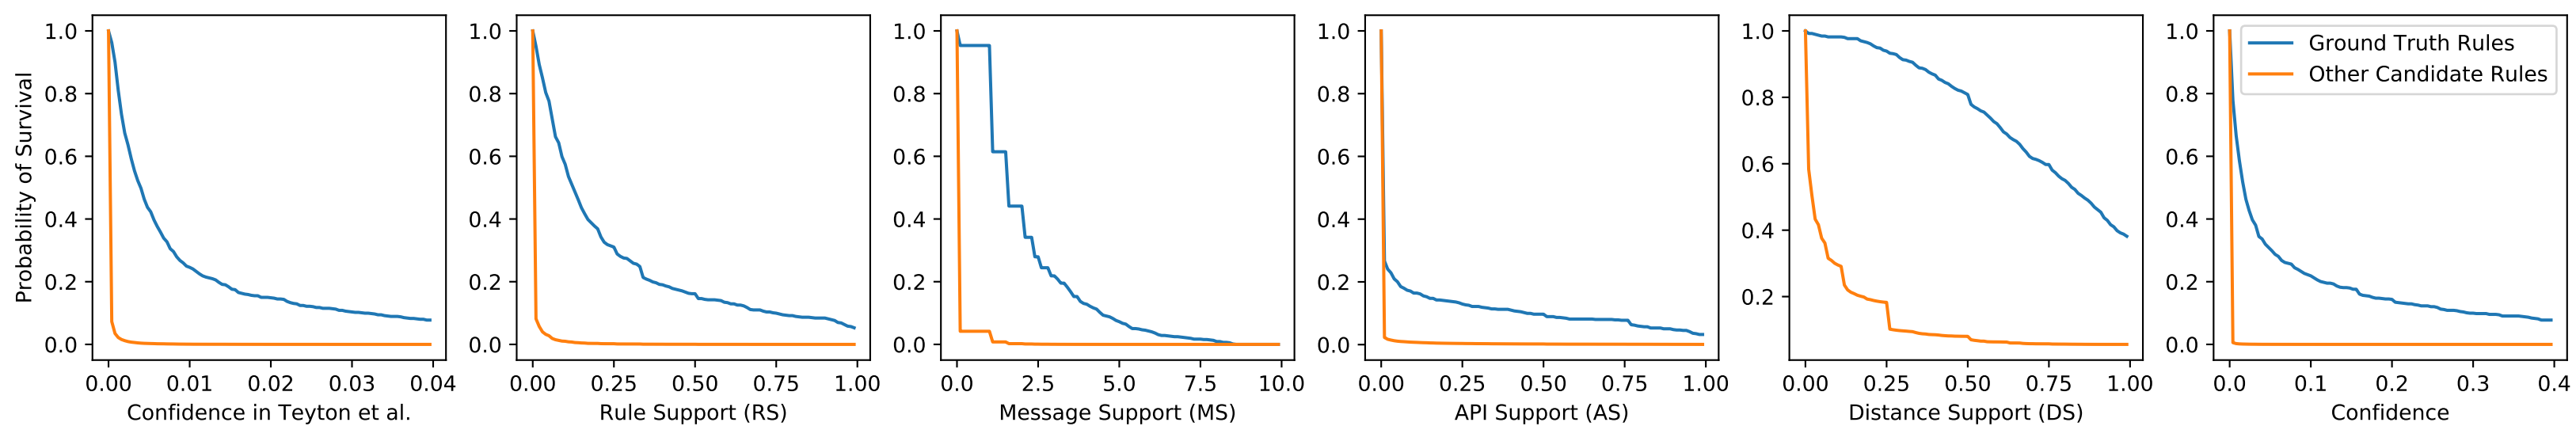 Probability of Survival
1.0
0.8
0.6
0.4
0.2
0.0
0.00 0.01 0.02 0.03 0.04
Confidence in Teyton et al.
1.0
0.8
0.6
0.4
0.2
0.0
0.00 0.25 0.50 0.75 1.00
Rule Support (RS)
1.0
0.8
0.6
0.4
0.2
0.0
0.0 2.5 5.0 7.5 10.0
Message Support (MS)
1.0
0.8
0.6
0.4
0.2
0.0
0.00 0.25 0.50 0.75 1.00
API Support (AS)
1.0
0.8
0.6
0.4
0.2
0.00 0.25 0.50 0.75 1.00
Distance Support (DS)
1.0
0.8
0.6
0.4
0.2
0.0
0.0 0.1 0.2 0.3 0.4
Confidence
Ground Truth Rules
Other Candidate Rules